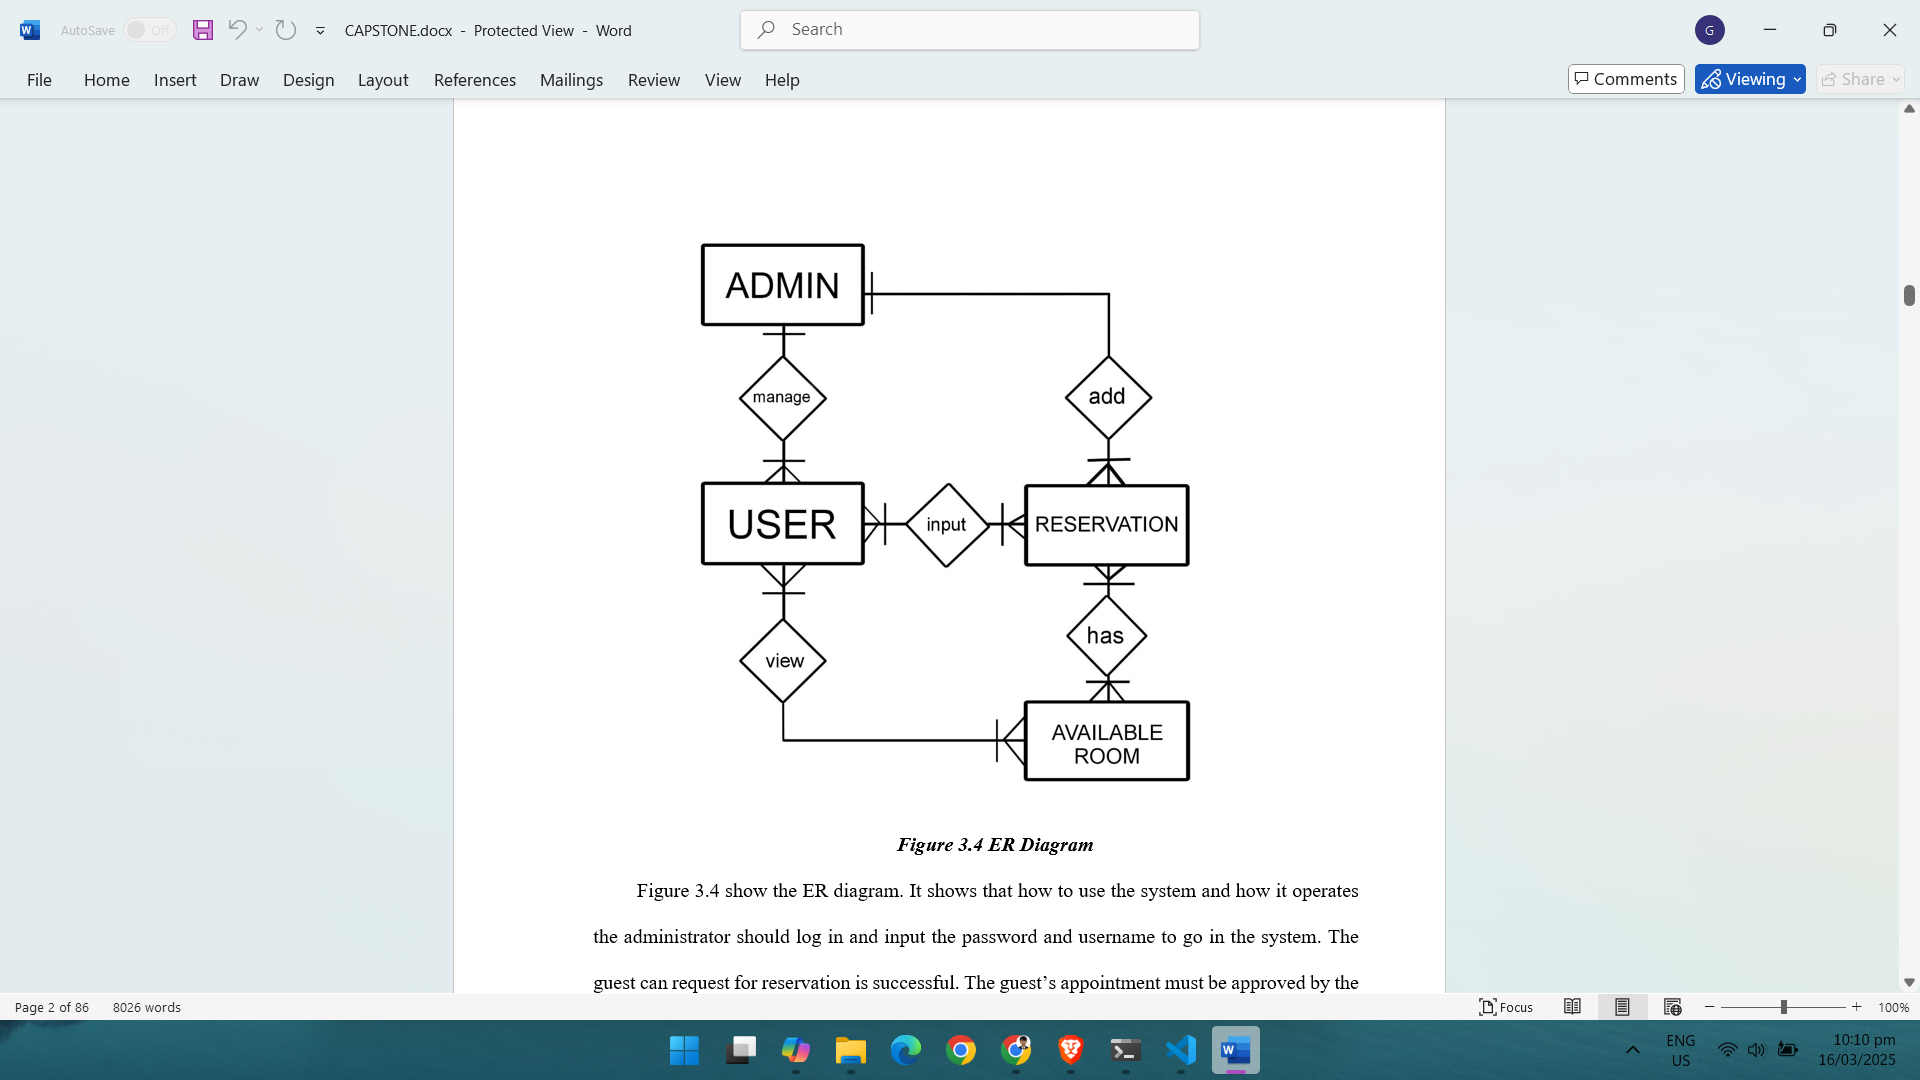 AutoSave Off CAPSTONE.docx - Protected View - Word Search G
File Home Insert Draw Design Layout References Mailings Review View Help Comments Viewing Share
ADMIN
manage
add
USER
input
RESERVATION
view
has
AVAILABLE
ROOM
Figure 3.4 ER Diagram
Figure 3.4 show the ER diagram. It shows that how to use the system and how it operates
the administrator should log in and input the password and username to go in the system. The
guest can request for reservation is successful. The guest’s appointment must be approved by the
Page 2 of 86 8026 words Focus 100%
ENG
US
10:10 pm
16/03/2025